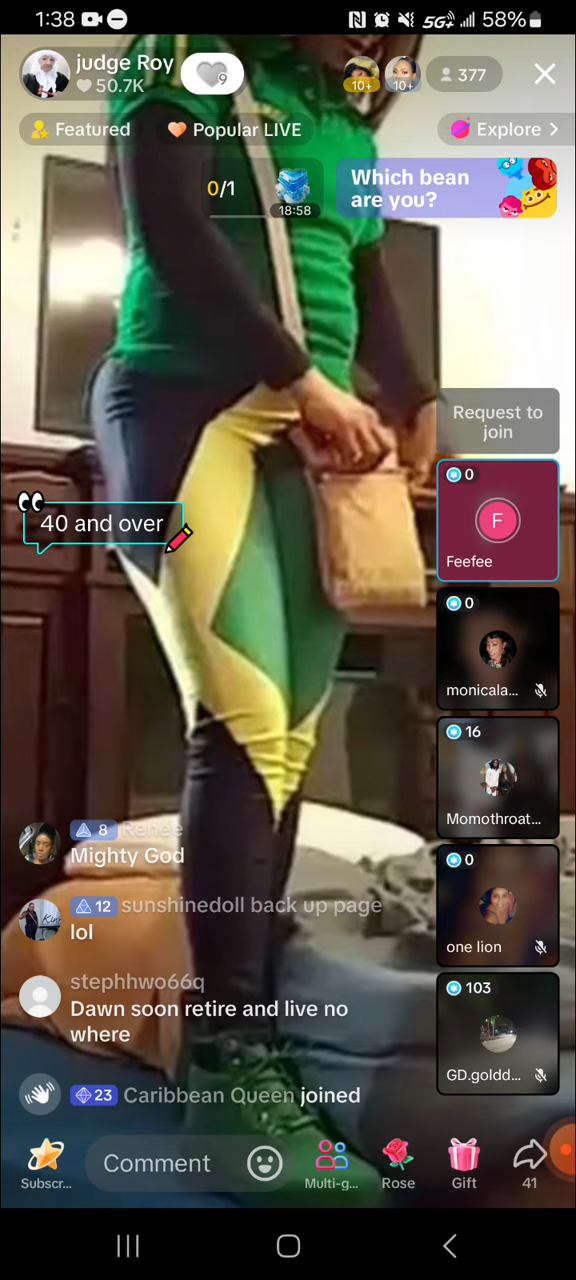 1:38
5G+ 58%
judge Roy
50.7K
9
10+
10+
377
Featured
Popular LIVE
Explore >
0/1
18:58
Which bean
are you?
Request to
join
0
F
Feefee
40 and over
0
monicala...
16
Momothroat...
0
one lion
103
GD.goldd...
8 Renee
Mighty God
12 sunshinedoll back up page
lol
stephhwo66q
Dawn soon retire and live no
where
23 Caribbean Queen joined
Comment
Subscr...
Multi-g...
Rose
Gift
41